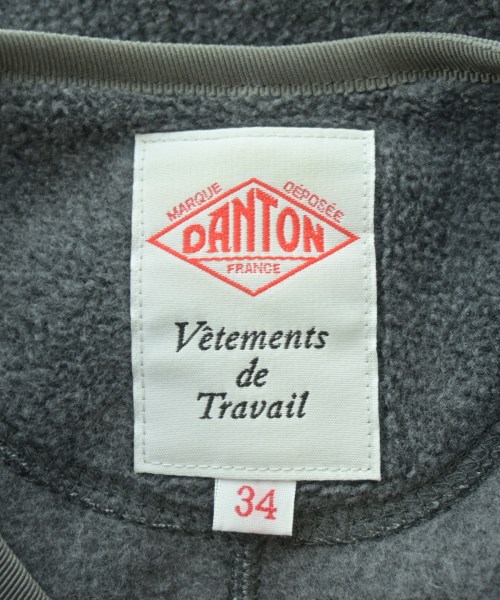 MARQUE DÉPOSÉE
DANTON
FRANCE
Vêtements
de
Travail
34